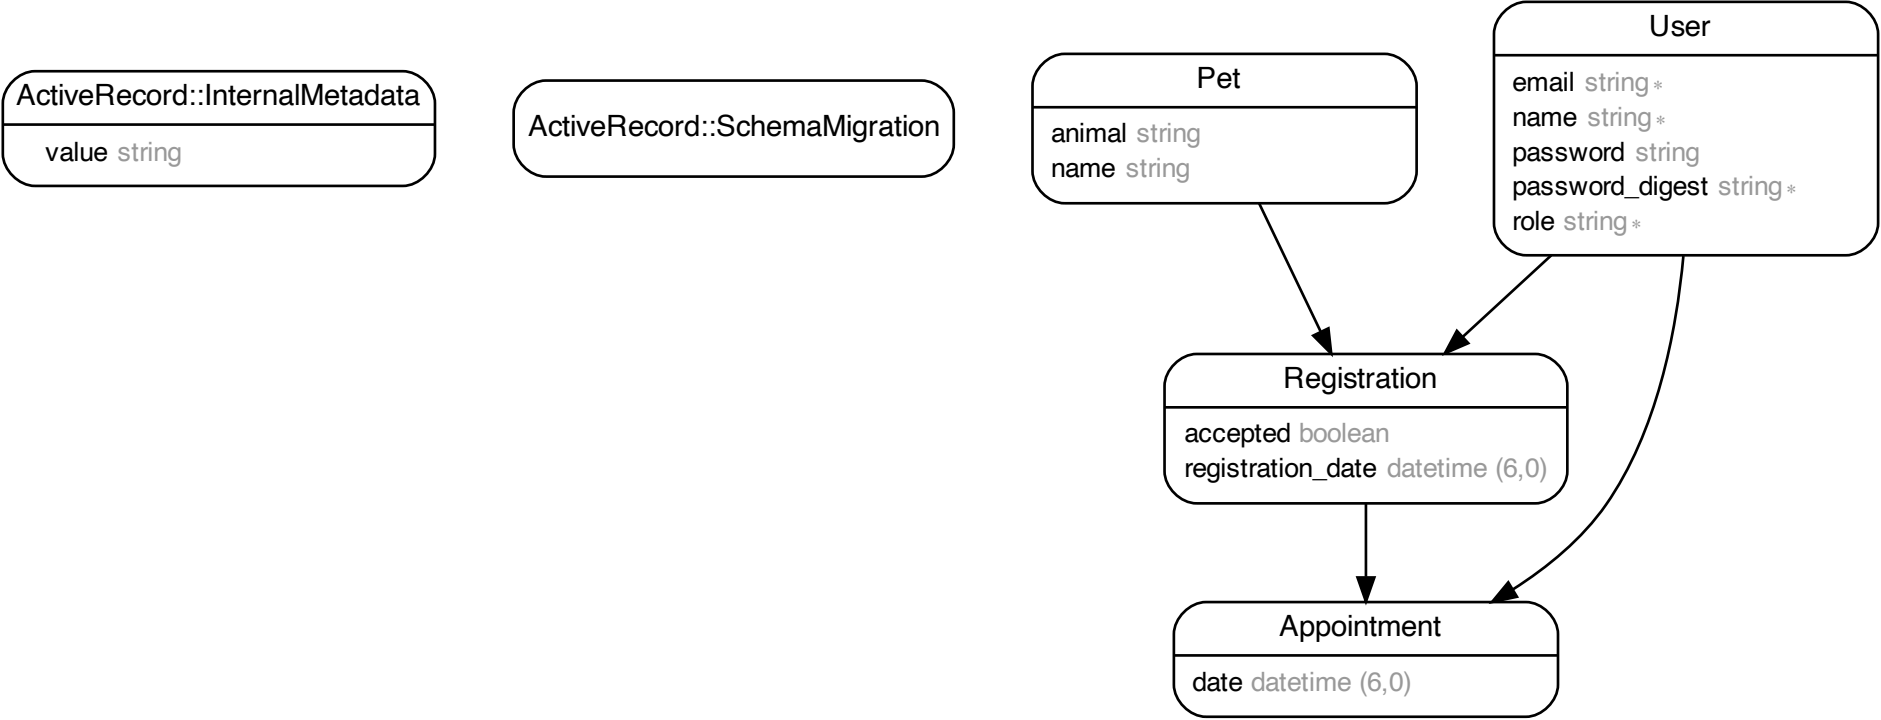 ActiveRecord::InternalMetadata
value string
ActiveRecord::SchemaMigration
Pet
animal string
name string
User
email string *
name string *
password string
password_digest string *
role string *
Registration
accepted boolean
registration_date datetime (6,0)
Appointment
date datetime (6,0)